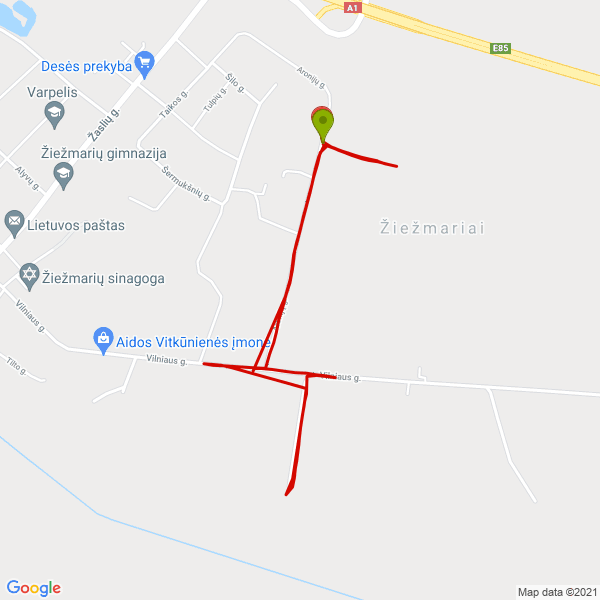 A1
E85
Desės prekyba
Aronijų g.
Šilo g.
Tulpių g.
Taikos g.
Varpelis
Žaslių g.
Žiežmarių gimnazija
Alyvų g.
Šermukšnių g.
Lietuvos paštas
Žiežmariai
Žiežmarių sinagoga
Vilniaus g.
Aidos Vitkūnienės įmonė
Vilniaus g.
Tilto g.
Vilniaus g.
Google
Map data ©2021